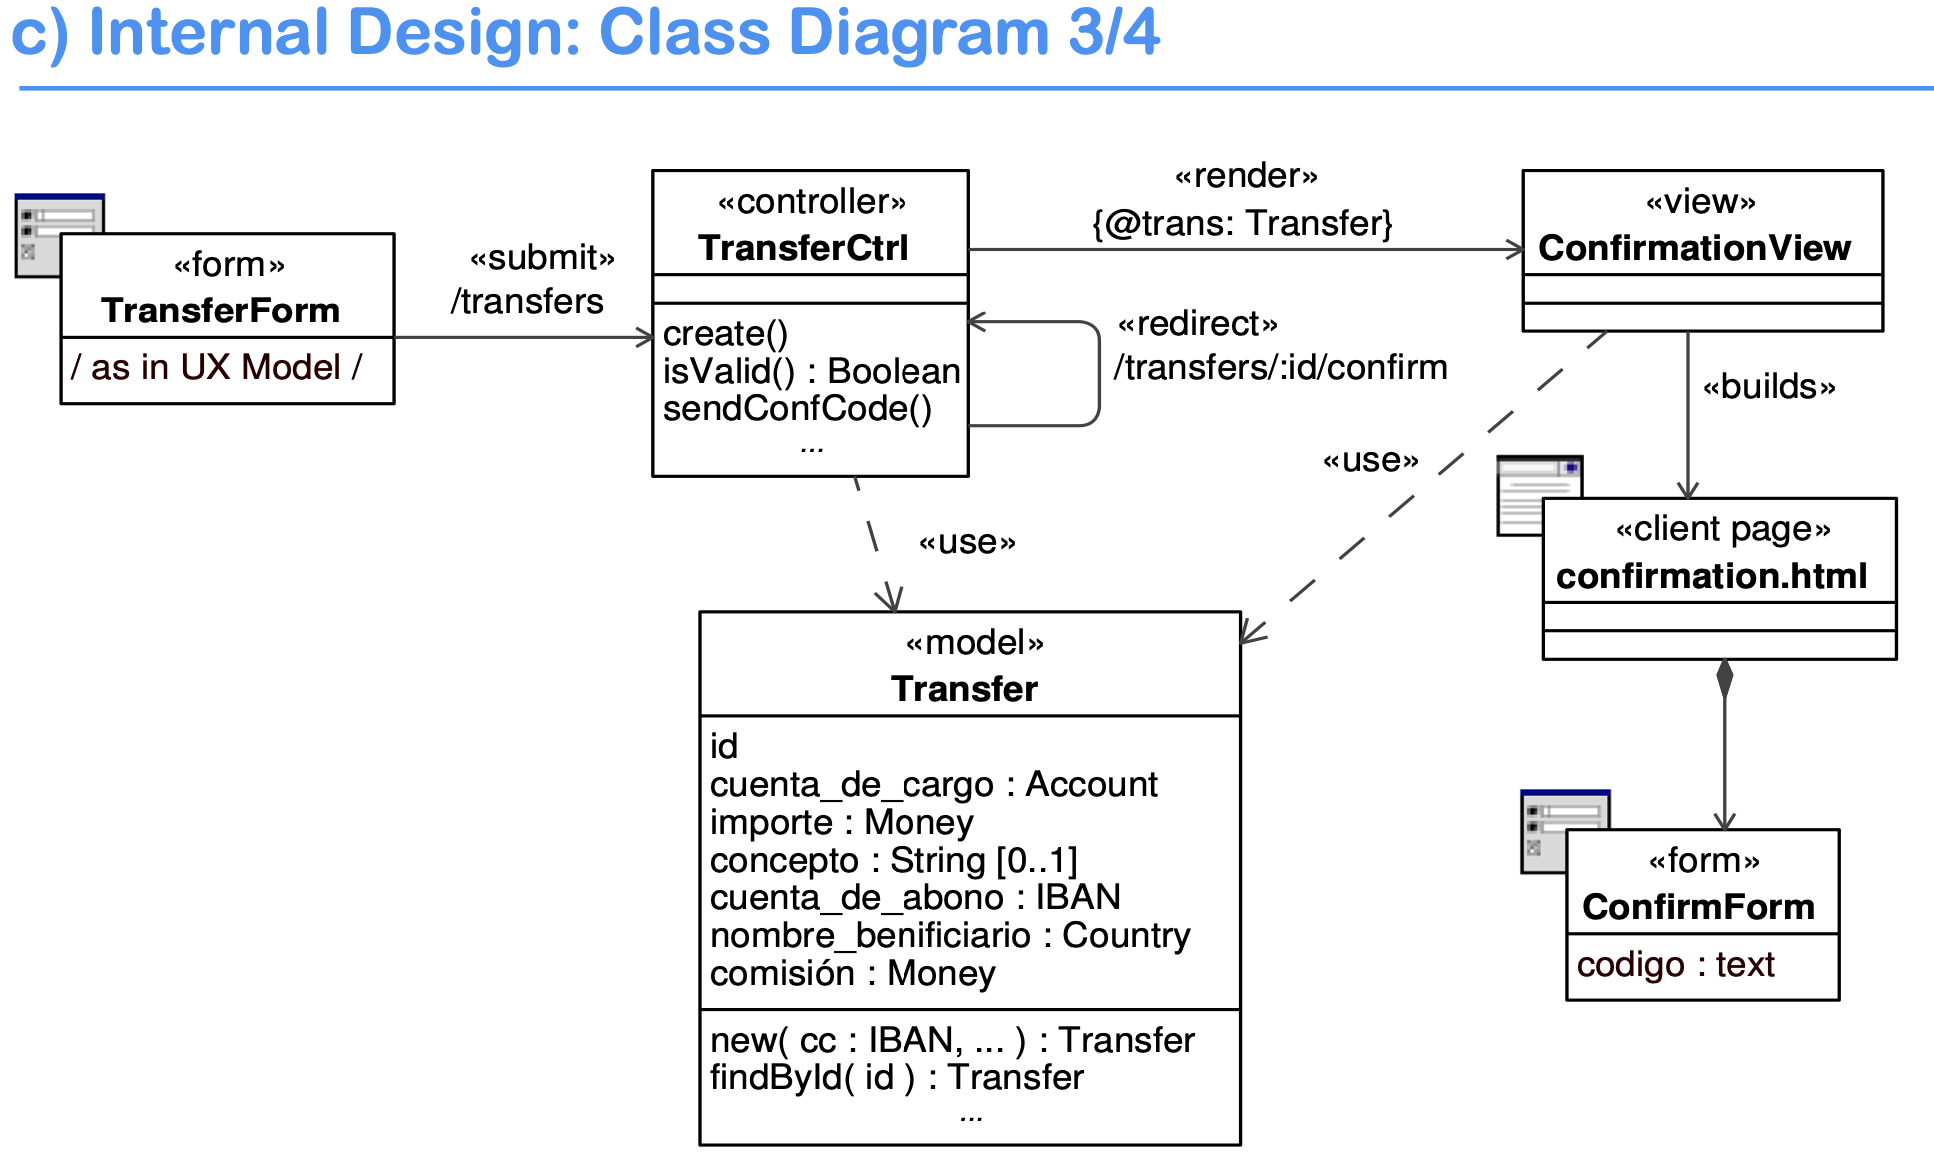 c) Internal Design: Class Diagram 3/4
«form»
TransferForm
/ as in UX Model /
«submit»
/transfers
«controller»
TransferCtrl
create()
isValid() : Boolean
sendConfCode()
...
«render»
{@trans: Transfer}
«redirect»
/transfers/:id/confirm
«view»
ConfirmationView
«use»
«use»
«builds»
«client page»
confirmation.html
«model»
Transfer
id
cuenta_de_cargo : Account
importe : Money
concepto : String [0..1]
cuenta_de_abono : IBAN
nombre_benificiario : Country
comisión : Money
new( cc : IBAN, ... ) : Transfer
findById( id ) : Transfer
...
«form»
ConfirmForm
codigo : text